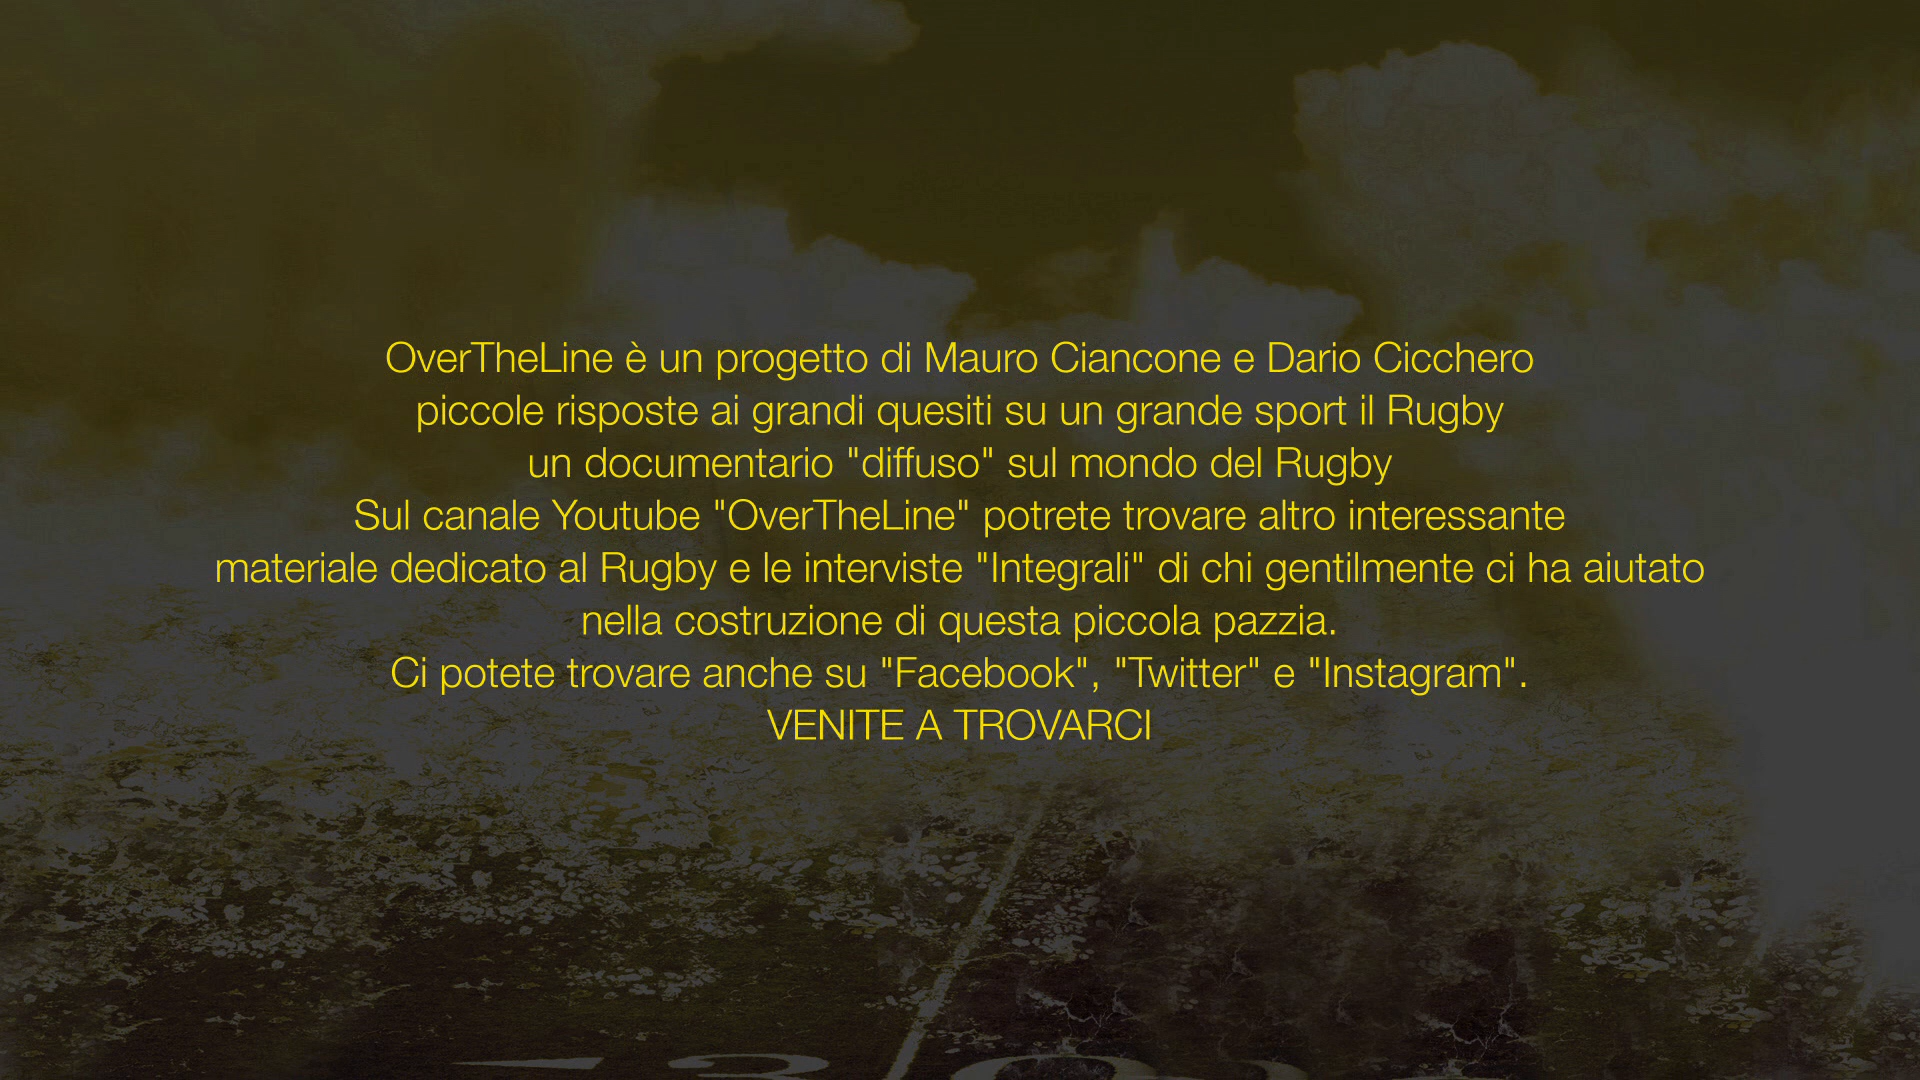 OverTheLine è un progetto di Mauro Ciancone e Dario Cicchero
piccole risposte ai grandi quesiti su un grande sport il Rugby
un documentario "diffuso" sul mondo del Rugby
Sul canale Youtube "OverTheLine" potrete trovare altro interessante
materiale dedicato al Rugby e le interviste "Integrali" di chi gentilmente ci ha aiutato
nella costruzione di questa piccola pazzia.
Ci potete trovare anche su "Facebook", "Twitter" e "Instagram".
VENITE A TROVARCI